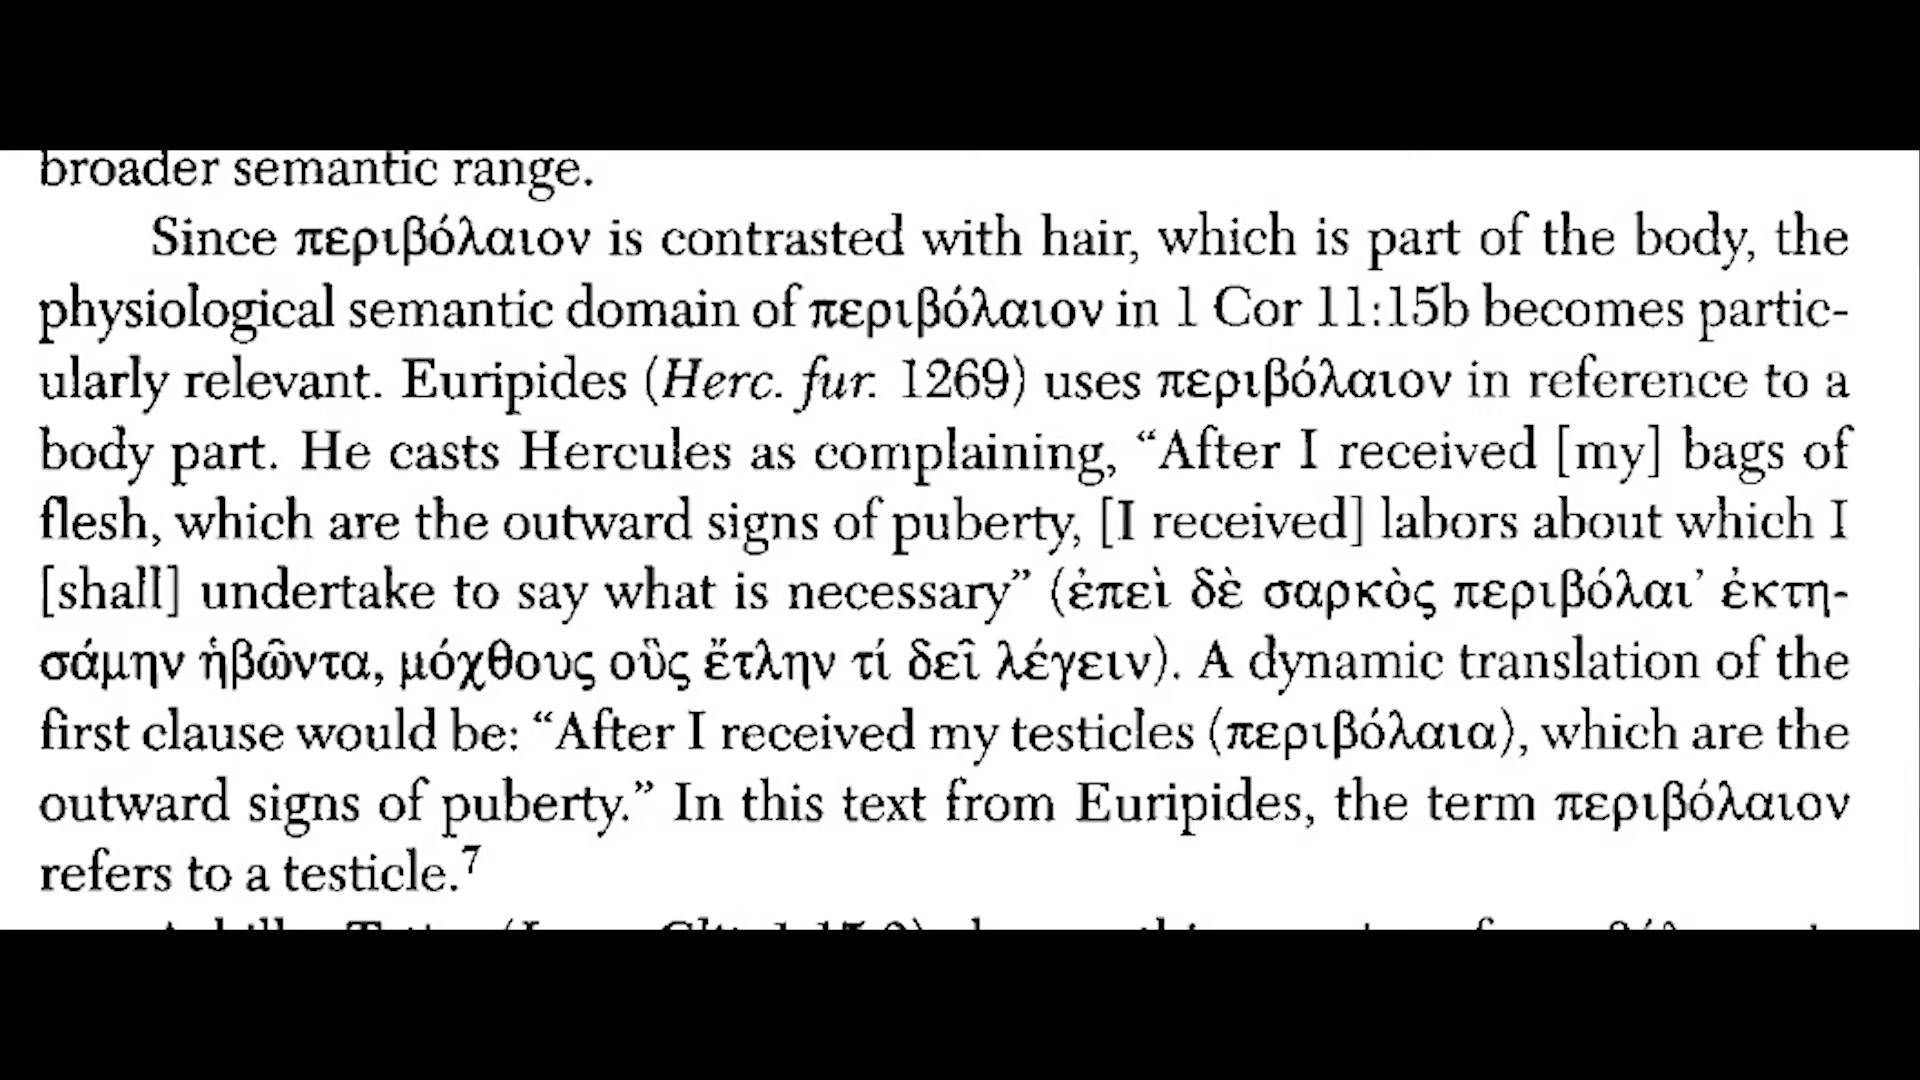 broader semantic range.
Since περιβόλαιον is contrasted with hair, which is part of the body, the
physiological semantic domain of περιβόλαιον in 1 Cor 11:15b becomes partic-
ularly relevant. Euripides (Herc. fur. 1269) uses περιβόλαιον in reference to a
body part. He casts Hercules as complaining, “After I received [my] bags of
flesh, which are the outward signs of puberty, [I received] labors about which I
[shall] undertake to say what is necessary” (ἐπεὶ δὲ σαρκὸς περιβόλαι’ ἐκτη-
σάμην ἡβῶντα, μόχθους οὓς ἔτλην τί δεῖ λέγειν). A dynamic translation of the
first clause would be: “After I received my testicles (περιβόλαια), which are the
outward signs of puberty.” In this text from Euripides, the term περιβόλαιον
refers to a testicle.7